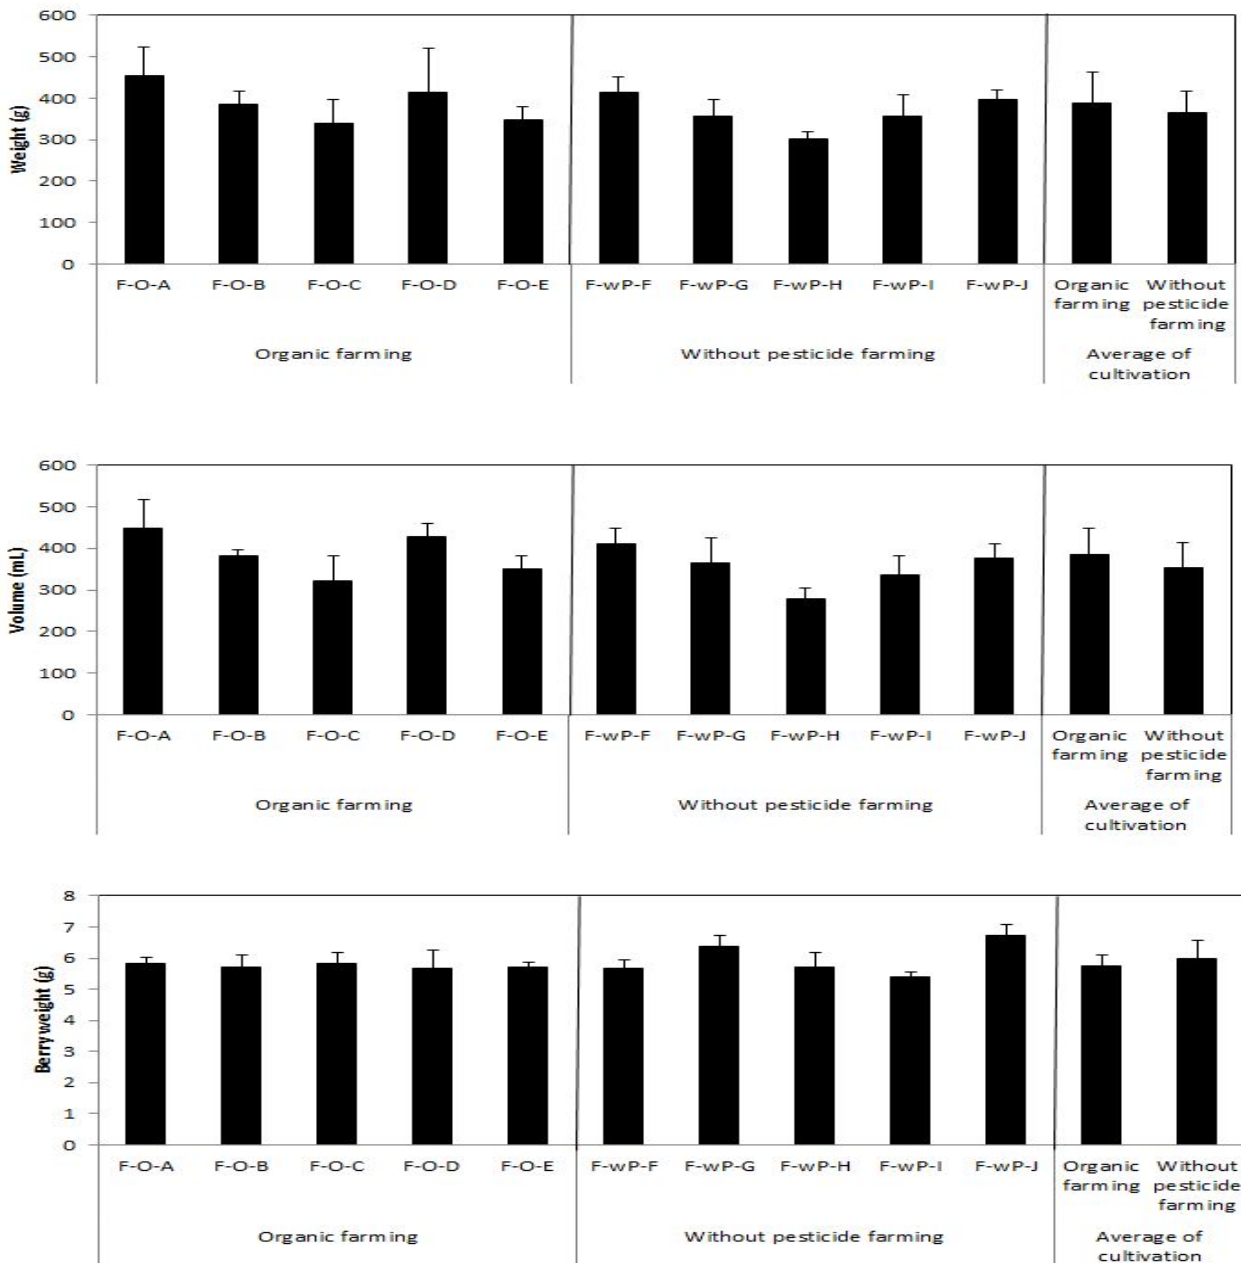 600
500
400
300
200
100
0
Weight (g)
F-O-A F-O-B F-O-C F-O-D F-O-E F-wP-F F-wP-G F-wP-H F-wP-I F-wP-J Organic Without
farming pesticide
farming
Organic farming Without pesticide farming Average of
cultivation
600
500
400
300
200
100
0
Volume (mL)
F-O-A F-O-B F-O-C F-O-D F-O-E F-wP-F F-wP-G F-wP-H F-wP-I F-wP-J Organic Without
farming pesticide
farming
Organic farming Without pesticide farming Average of
cultivation
8
7
6
5
4
3
2
1
0
Berryweight (g)
F-O-A F-O-B F-O-C F-O-D F-O-E F-wP-F F-wP-G F-wP-H F-wP-I F-wP-J Organic Without
farming pesticide
farming
Organic farming Without pesticide farming Average of
cultivation